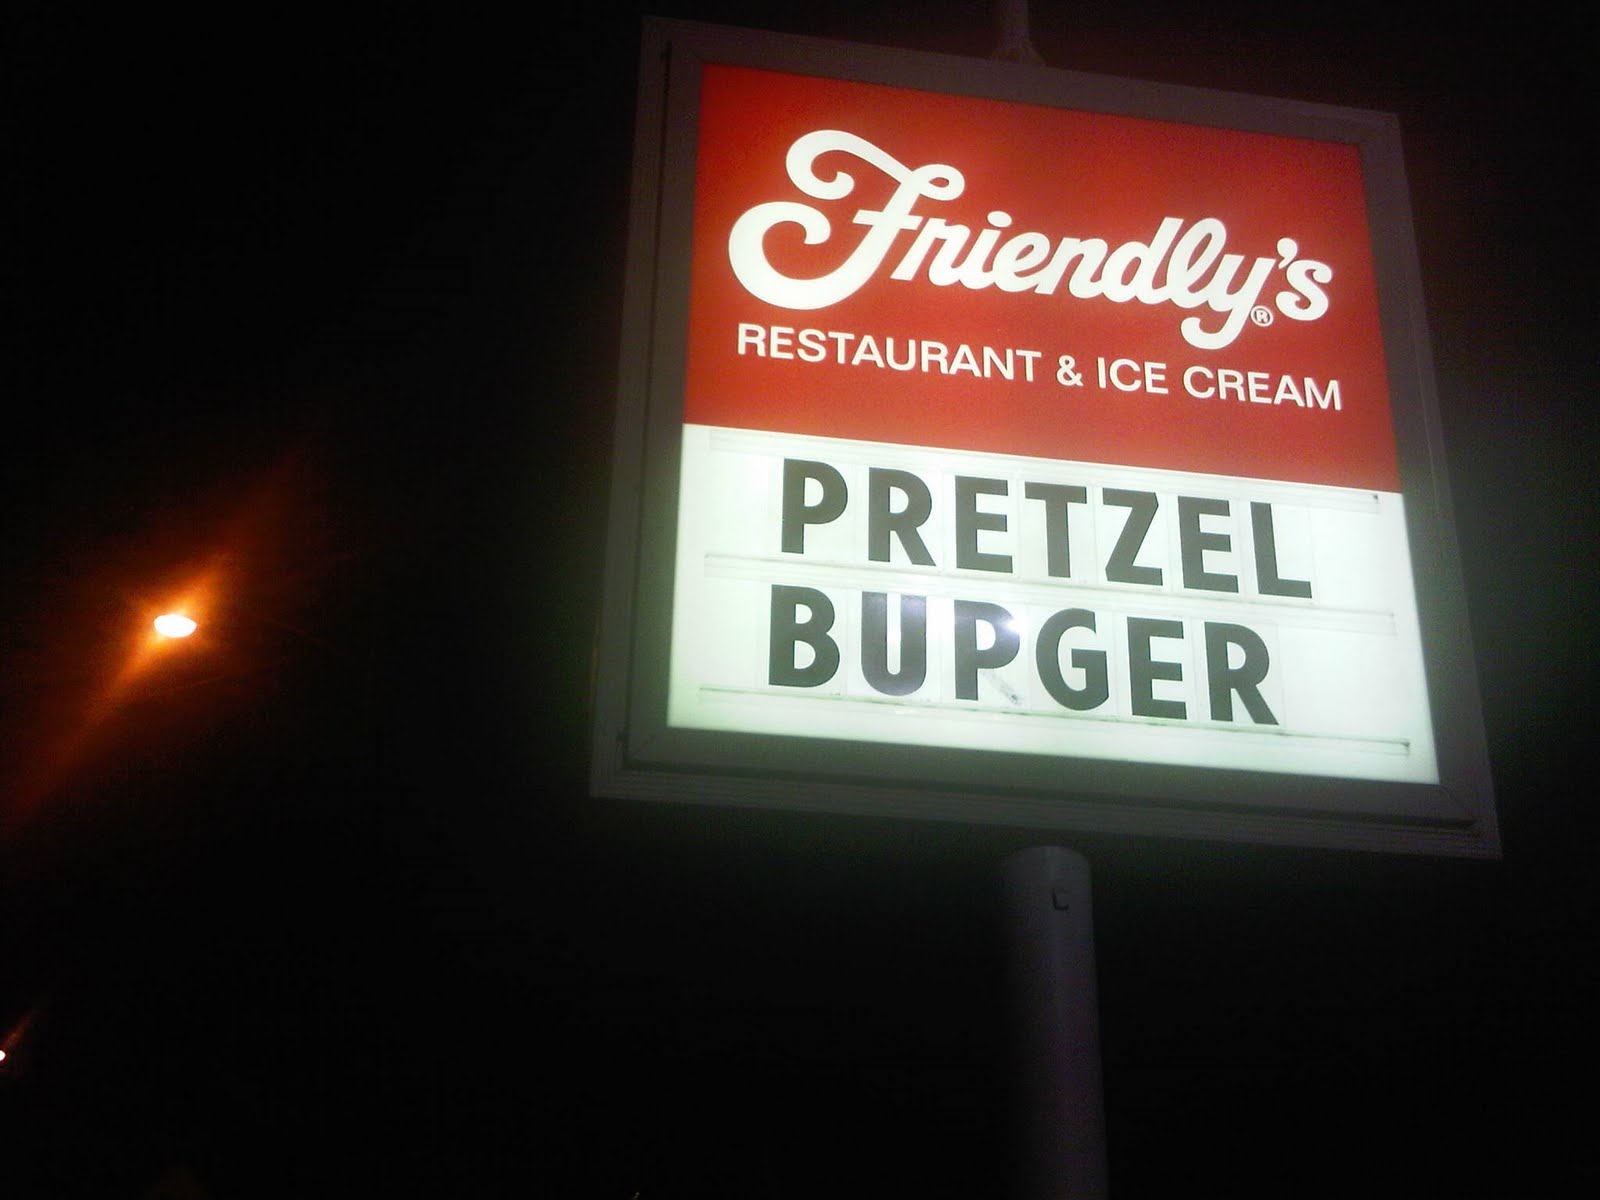 Friendly's®
RESTAURANT & ICE CREAM
PRETZEL
BUPGER